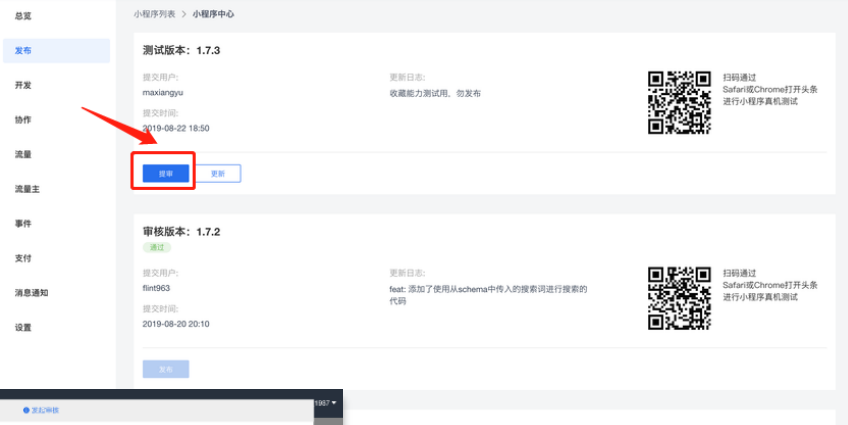 总览
小程序列表 > 小程序中心
发布
测试版本：1.7.3
提交用户:
更新日志:
扫码通过
Safari或Chrome打开头条
进行小程序真机测试
maxiangyu
收藏能力测试用，勿发布
开发
提交时间:
2019-08-22 18:50
协作
流量
提审
更新
流量主
事件
审核版本：1.7.2
通过
支付
提交用户:
更新日志:
扫码通过
Safari或Chrome打开头条
进行小程序真机测试
flint963
feat: 添加了使用从schema中传入的搜索词进行搜索的
代码
消息通知
提交时间:
2019-08-20 20:10
设置
发布
1987
发起审核